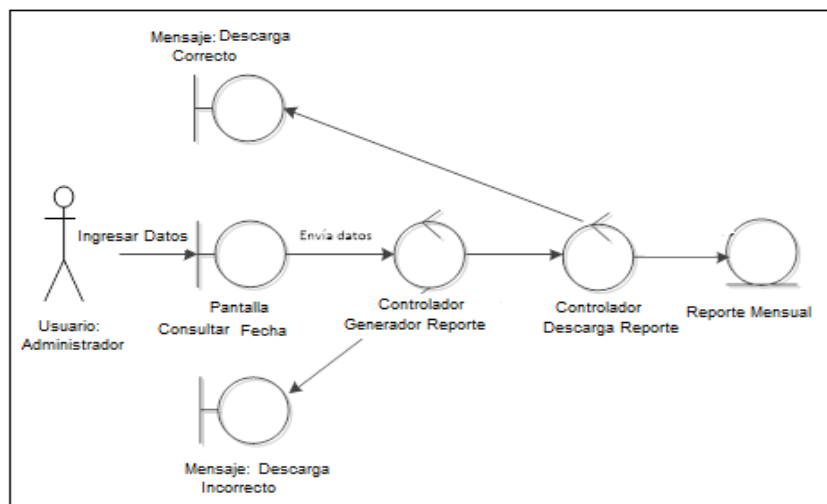 Mensaje: Descarga
Correcto
Ingresar Datos
Envía datos
Usuario:
Administrador
Pantalla
Consultar Fecha
Controlador
Generador Reporte
Controlador
Descarga Reporte
Reporte Mensual
Mensaje: Descarga
Incorrecto